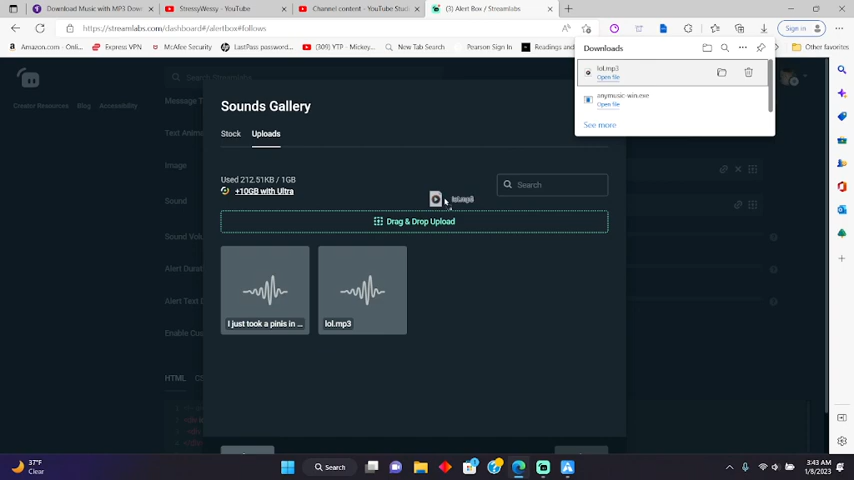 Download Music with MP3 Dow
StressyWessy - YouTube
Channel content - YouTube Stud
(3) Alert Box / Streamlabs
https://streamlabs.com/dashboard#/alertbox#follows
Sign in
Amazon.com - Online...
Express VPN
McAfee Security
LastPass password...
(309) YTP - Mickey...
New Tab Search
Pearson Sign In
Readings and
Other favorites
Downloads
lol.mp3
Open file
anymusic-win.exe
Open file
See more
Creator Resources
Blog
Accessibility
Message T
Text Anima
Image
Sound
Sound Vol
Alert Dura
Alert Text D
Enable Cu
HTML
Sounds Gallery
Stock
Uploads
Used 212.51KB / 1GB
+10GB with Ultra
Search
lol.mp3
Drag & Drop Upload
I just took a pinis in ...
lol.mp3
37°F
Clear
Search
3:43 AM
1/8/2023